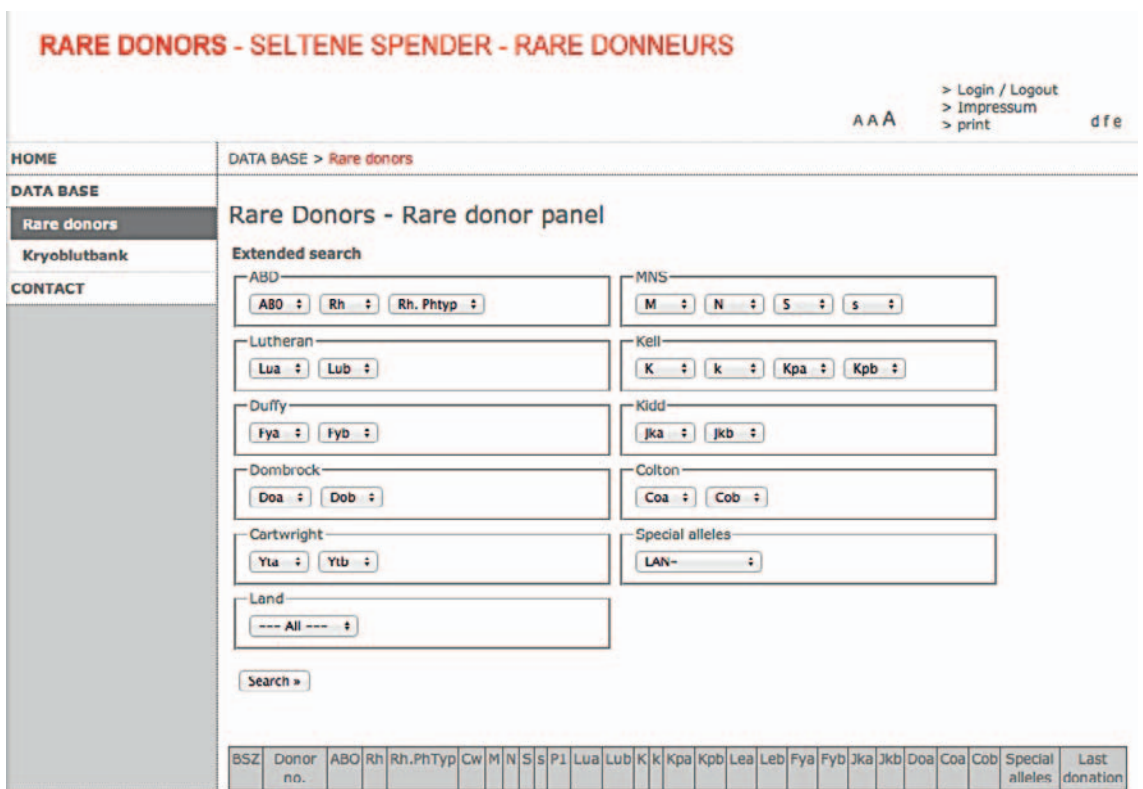 RARE DONORS - SELTENE SPENDER - RARE DONNEURS
> Login / Logout
> Impressum
A A A > print d f e
HOME
DATA BASE > Rare donors
DATA BASE
Rare donors
Kryoblutbank
CONTACT
Rare Donors - Rare donor panel
Extended search
ABD
AB0 Rh Rh. Phtyp
MNS
M N S s
Lutheran
Lua Lub
Kell
K k Kpa Kpb
Duffy
Fya Fyb
Kidd
Jka Jkb
Dombrock
Doa Dob
Colton
Coa Cob
Cartwright
Yta Ytb
Special alleles
LAN-
Land
--- All ---
Search »
BSZ Donor no. ABO Rh Rh.PhTyp Cw M N S s P1 Lua Lub K k Kpa Kpb Lea Leb Fya Fyb Jka Jkb Doa Coa Cob Special alleles Last donation